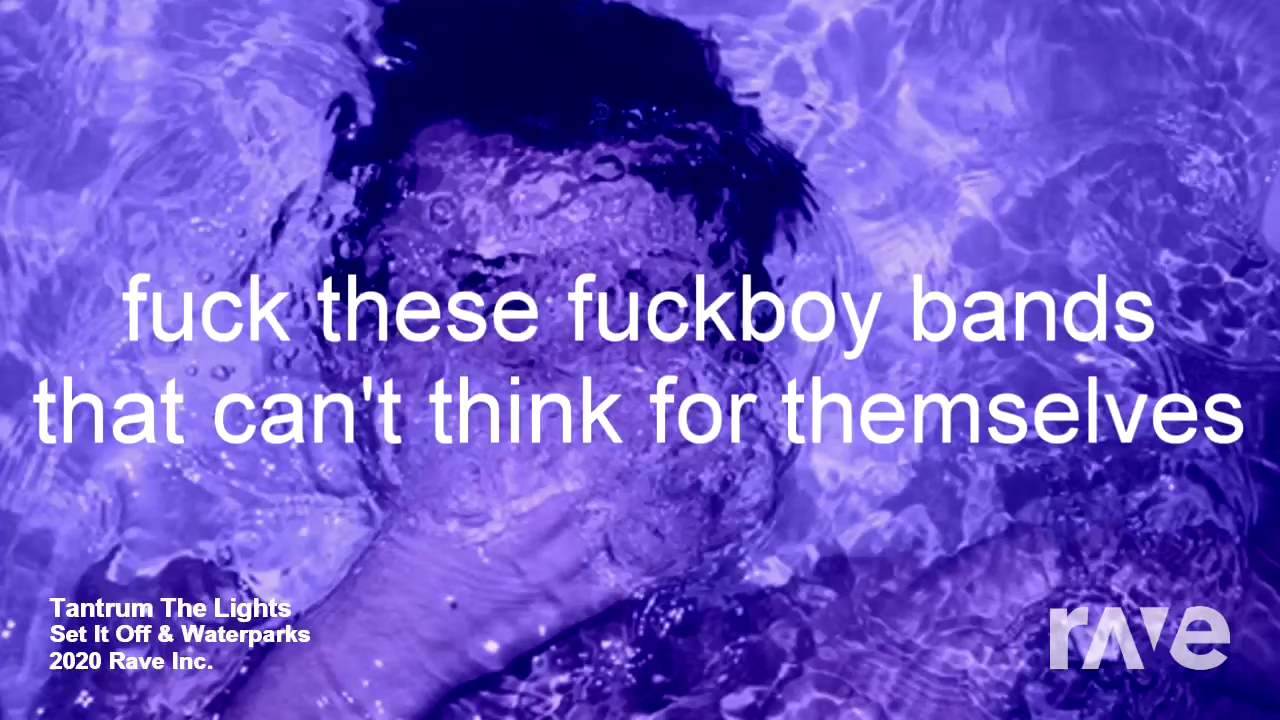 fuck these fuckboy bands
that can't think for themselves
Tantrum The Lights
Set It Off & Waterparks
2020 Rave Inc.
rave